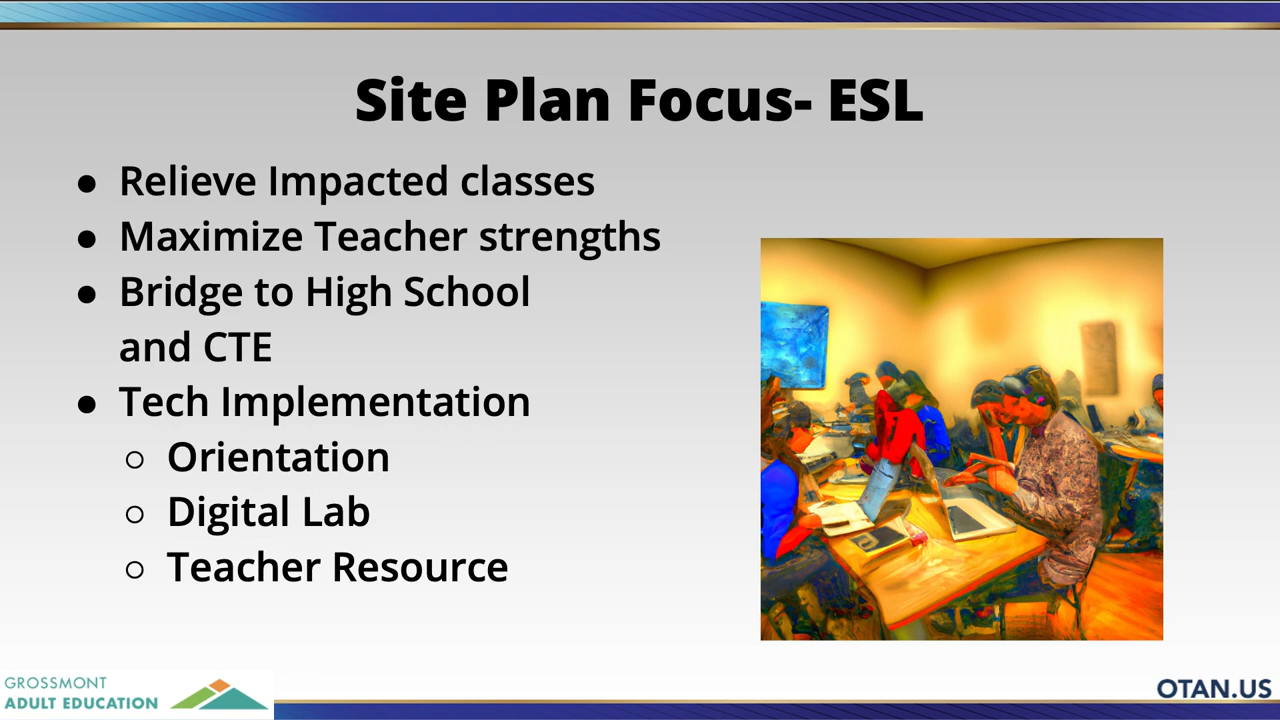 Site Plan Focus- ESL
● Relieve Impacted classes
● Maximize Teacher strengths
● Bridge to High School
and CTE
● Tech Implementation
○ Orientation
○ Digital Lab
○ Teacher Resource
GROSSMONT
ADULT EDUCATION
OTAN.US